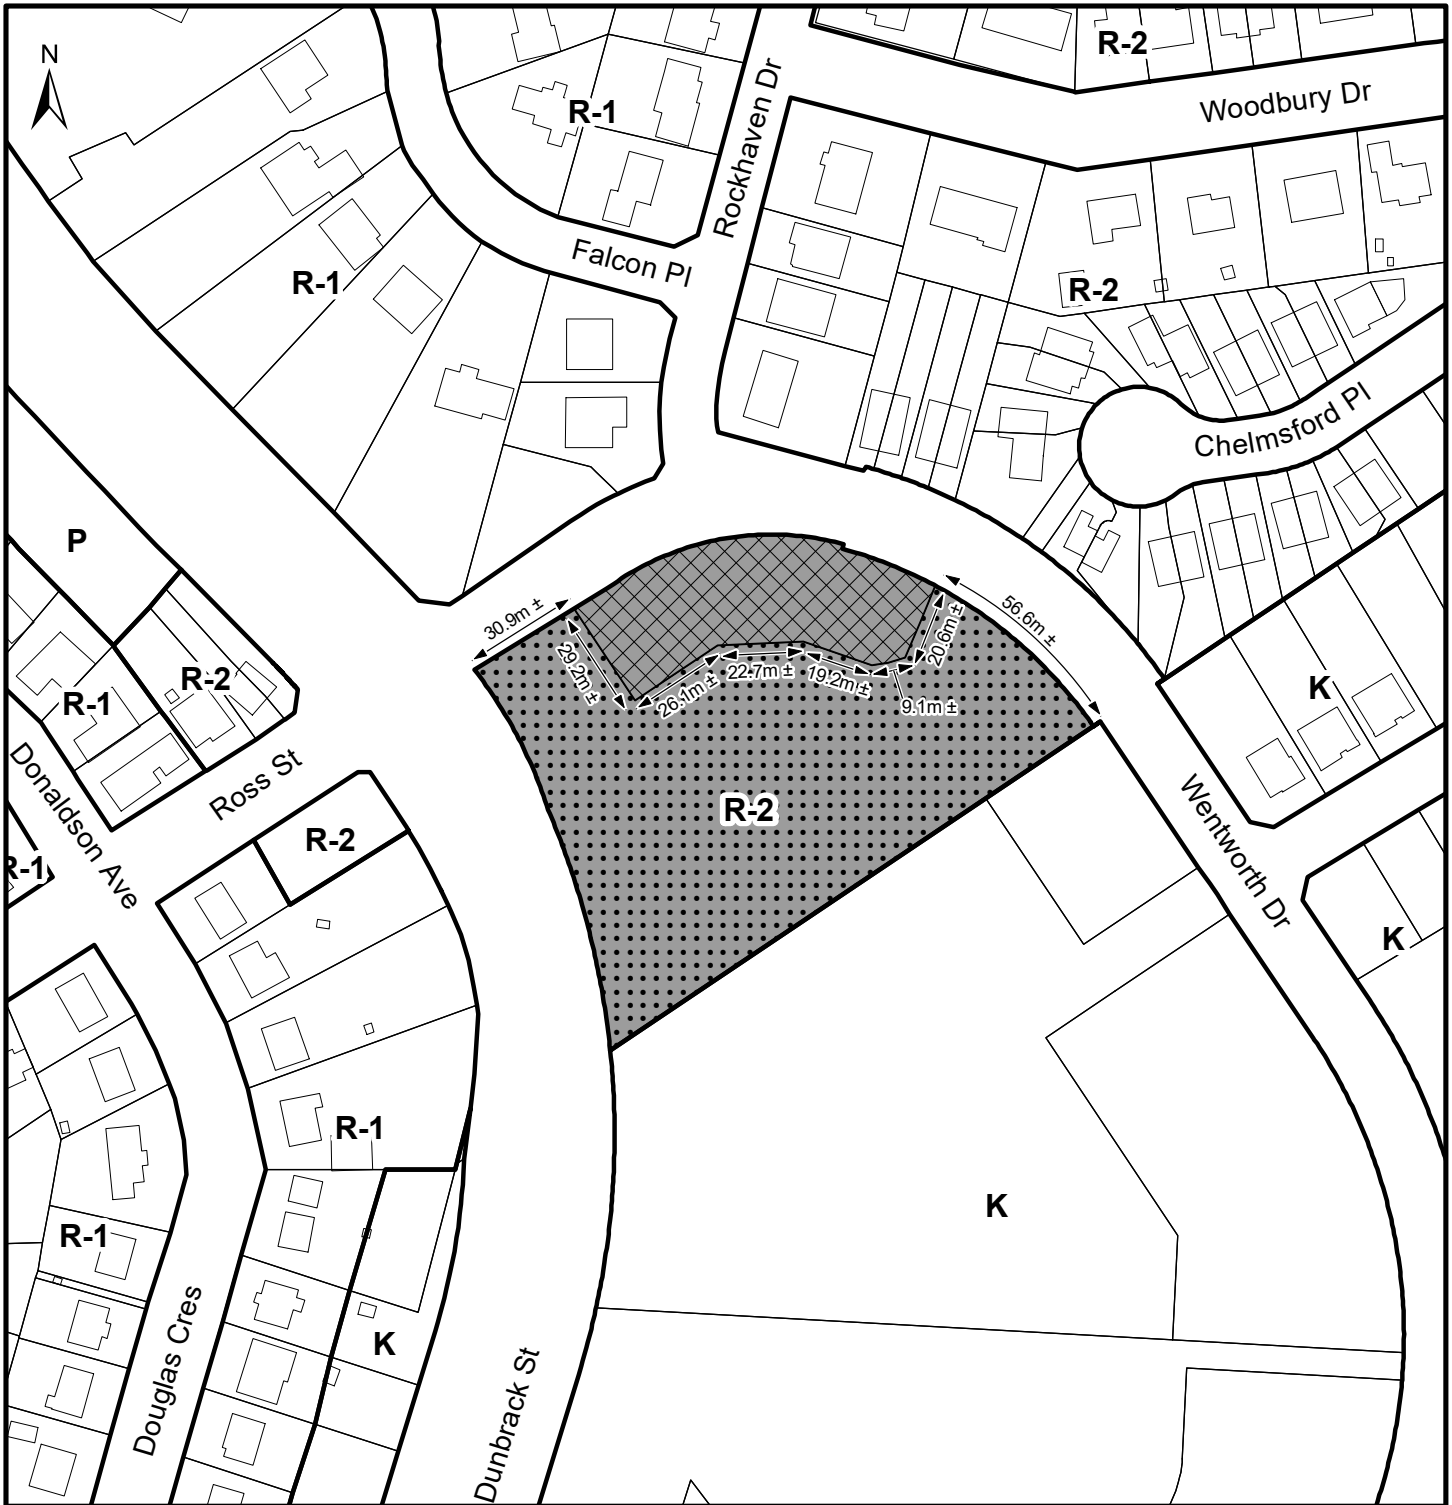 N
R-2
Woodbury Dr
R-1
Rockhaven Dr
Falcon Pl
R-1
R-2
Chelmsford Pl
P
30.9m ±
56.6m ±
29.2m ±
26.1m ±
22.7m ±
19.2m ±
9.1m ±
20.6m ±
R-2
R-1
K
Donaldson Ave
Ross St
R-2
R-2
Wentworth Dr
R-1
K
R-1
K
R-1
K
Douglas Cres
Dunbrack St